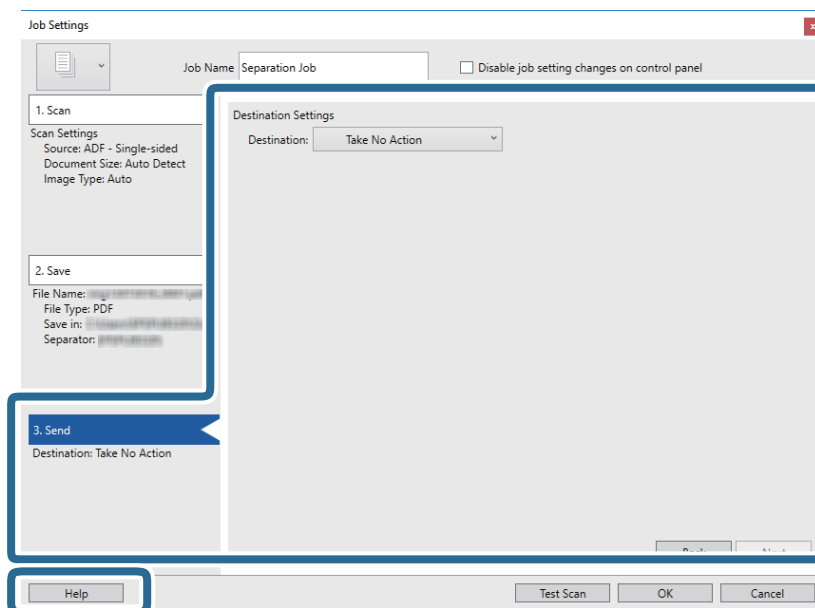 Job Settings
Job Name Separation Job
Disable job setting changes on control panel
1. Scan
Scan Settings
Source: ADF - Single-sided
Document Size: Auto Detect
Image Type: Auto
2. Save
File Name:
File Type: PDF
Save in:
Separator:
3. Send
Destination: Take No Action
Destination Settings
Destination: Take No Action
Back Next
Help
Test Scan OK Cancel